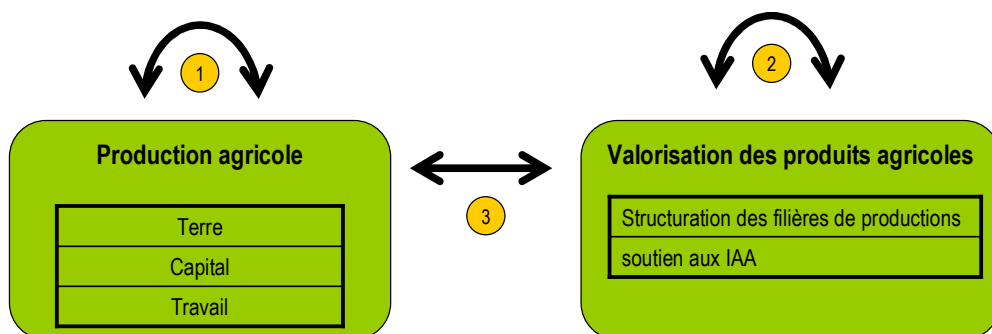 1
2
Production agricole
Valorisation des produits agricoles
3
Terre
Capital
Travail
Structuration des filières de productions
soutien aux IAA